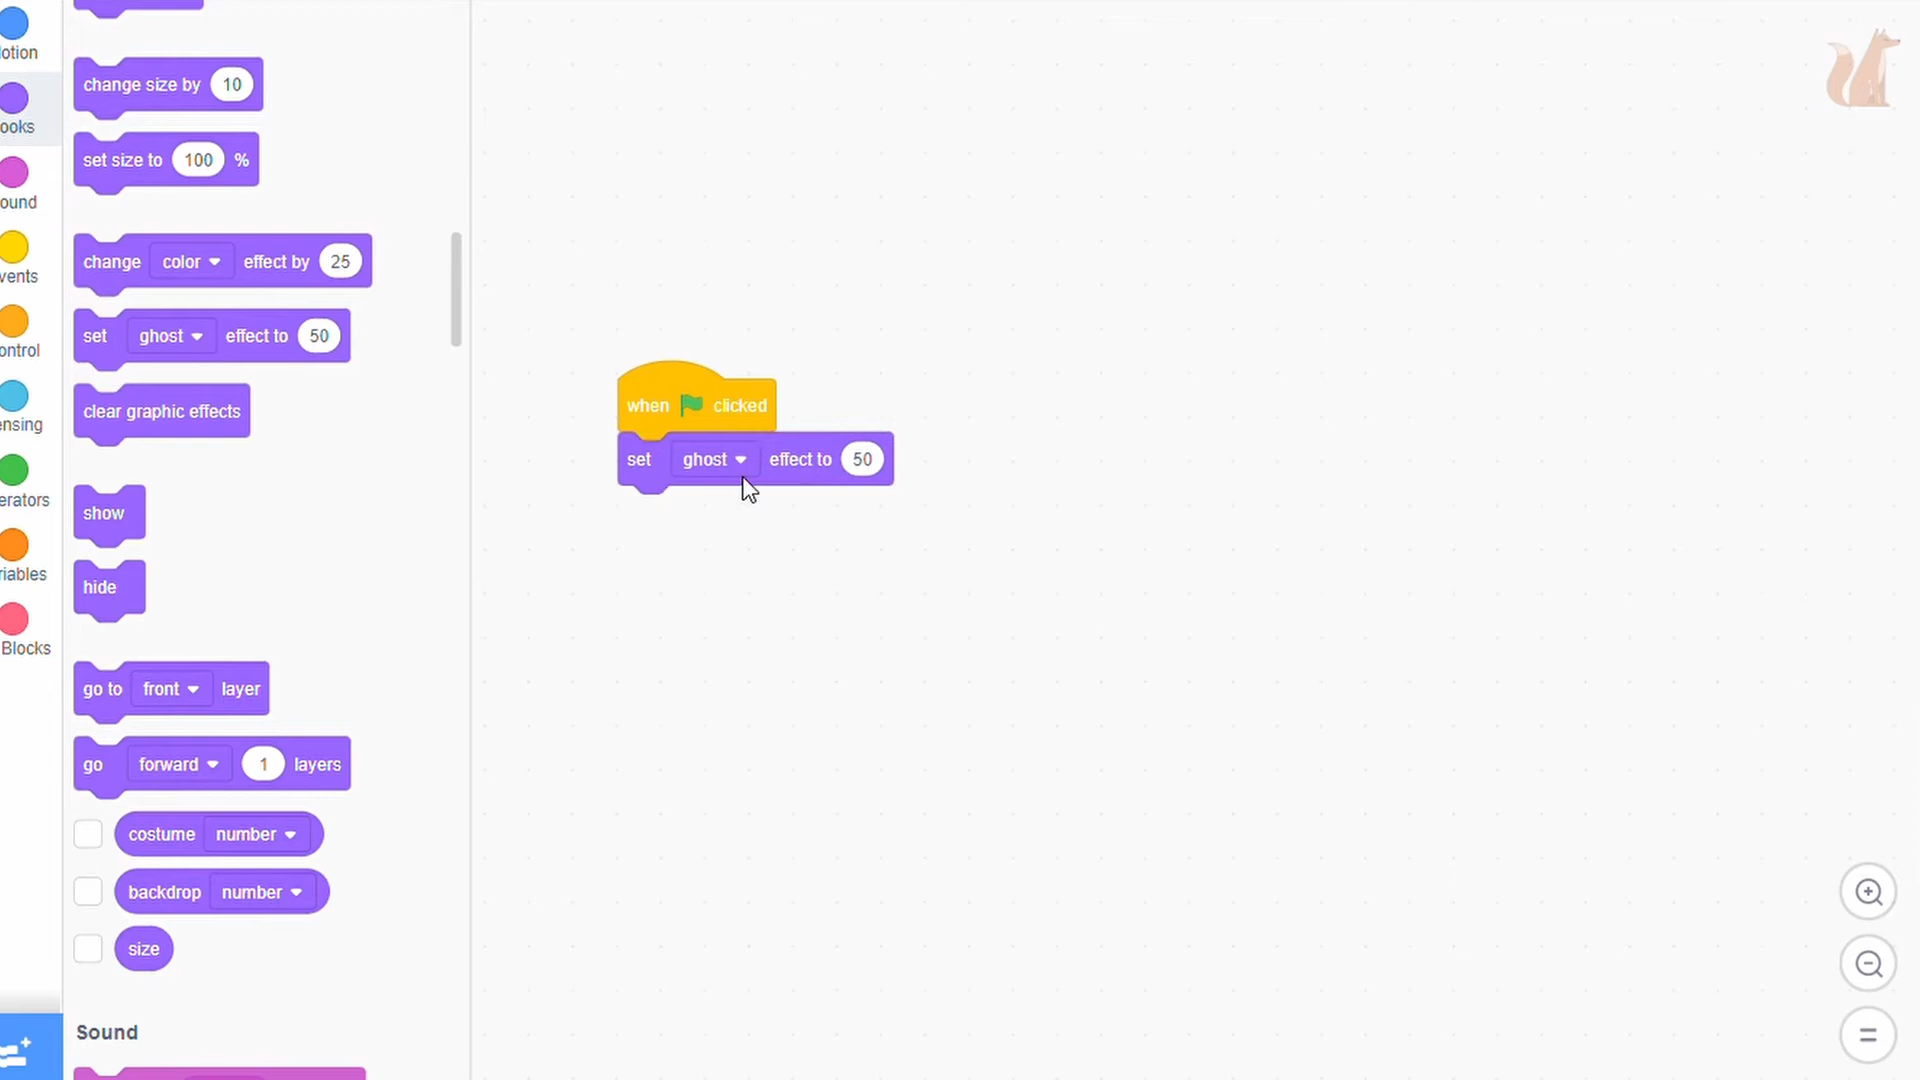 otion
ooks
ound
vents
ontrol
ensing
erators
riables
Blocks
change size by 10
set size to 100 %
change color effect by 25
set ghost effect to 50
clear graphic effects
show
hide
go to front layer
go forward 1 layers
costume number
backdrop number
size
Sound
when clicked
set ghost effect to 50